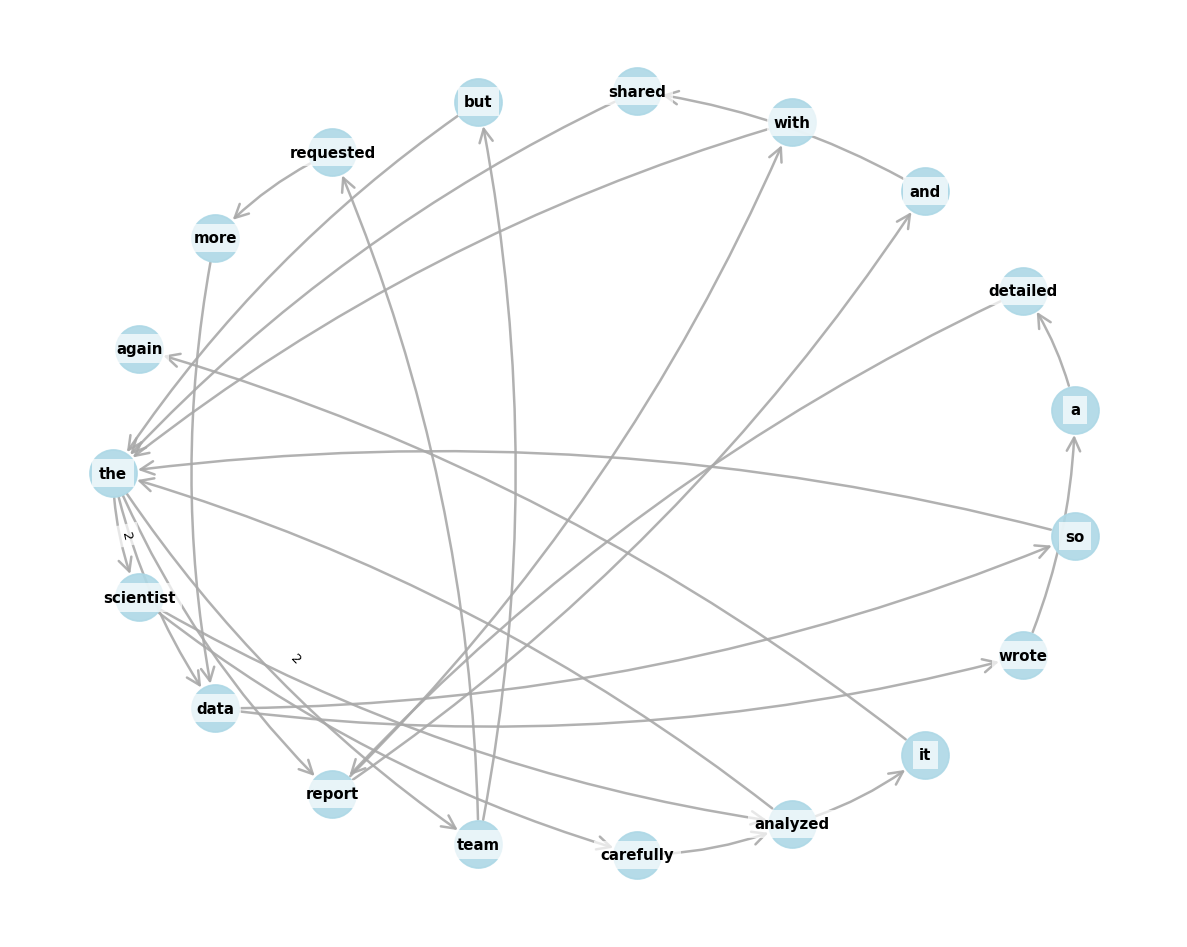 but
shared
with
requested
and
more
detailed
again
a
the
2
so
scientist
wrote
2
data
it
report
analyzed
team
carefully